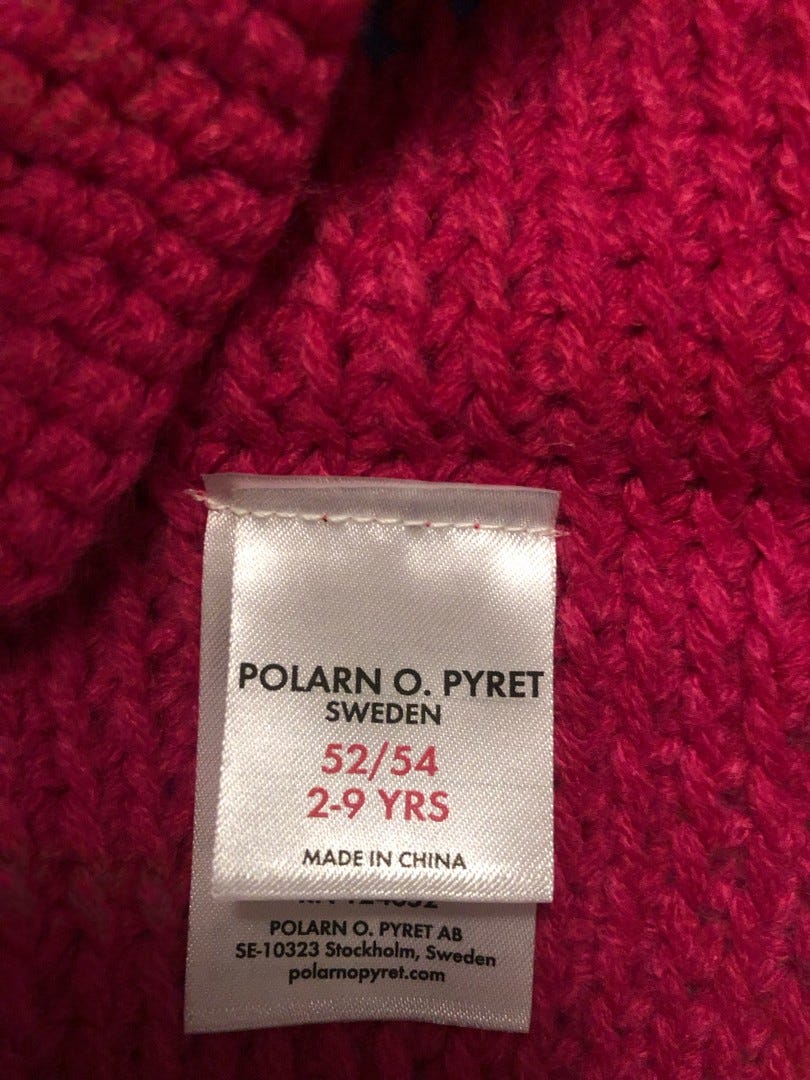 POLARN O. PYRET
SWEDEN
52/54
2-9 YRS
MADE IN CHINA
POLARN O. PYRET AB
SE-10323 Stockholm, Sweden
polarnopyret.com